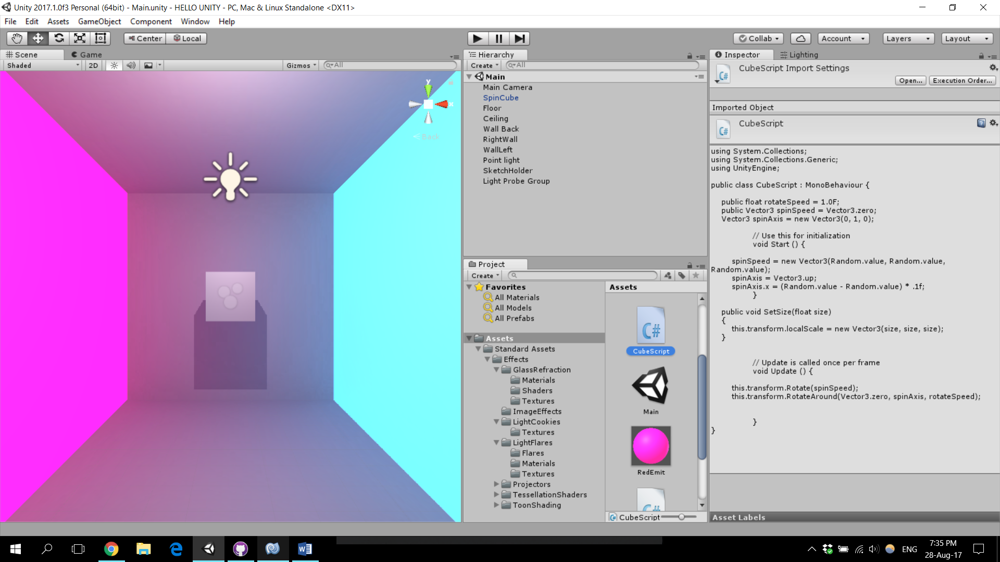 Unity 2017.1.0f3 Personal (64bit) - Main.unity - HELLO UNITY - PC, Mac & Linux Standalone <DX11>
File Edit Assets GameObject Component Window Help
Center Local
Collab Account Layers Layout
Scene Game
Shaded 2D Gizmos All
y
x
Back
Hierarchy
Create All
Main
Main Camera
SpinCube
Floor
Ceiling
Wall Back
RightWall
WallLeft
Point light
SketchHolder
Light Probe Group
Project
Create
Favorites
All Materials
All Models
All Prefabs
Assets
Standard Assets
Effects
GlassRefraction
Materials
Shaders
Textures
ImageEffects
LightCookies
Textures
LightFlares
Flares
Materials
Textures
Projectors
TessellationShaders
ToonShading
Assets
C#
CubeScript
Main
RedEmit
C#
CubeScript
Inspector Lighting
C#
CubeScript Import Settings
Open... Execution Order...
Imported Object
C#
CubeScript
using System.Collections;
using System.Collections.Generic;
using UnityEngine;
public class CubeScript : MonoBehaviour {
public float rotateSpeed = 1.0F;
public Vector3 spinSpeed = Vector3.zero;
Vector3 spinAxis = new Vector3(0, 1, 0);
// Use this for initialization
void Start () {
spinSpeed = new Vector3(Random.value, Random.value,
Random.value);
spinAxis = Vector3.up;
spinAxis.x = (Random.value - Random.value) * .1f;
}
public void SetSize(float size)
{
this.transform.localScale = new Vector3(size, size, size);
}
// Update is called once per frame
void Update () {
this.transform.Rotate(spinSpeed);
this.transform.RotateAround(Vector3.zero, spinAxis, rotateSpeed);
}
}
Asset Labels
ENG
7:35 PM
28-Aug-17